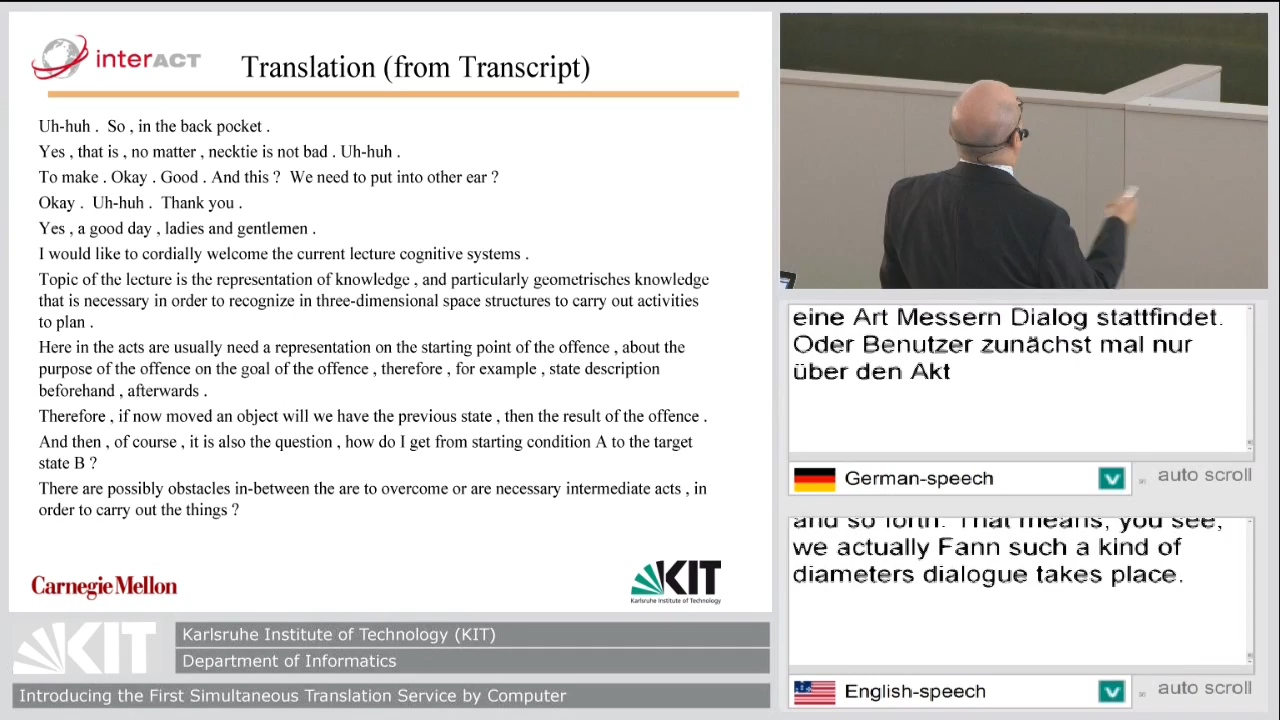 interACT
Translation (from Transcript)
Uh-huh . So , in the back pocket .
Yes , that is , no matter , necktie is not bad . Uh-huh .
To make . Okay . Good . And this ? We need to put into other ear ?
Okay . Uh-huh . Thank you .
Yes , a good day , ladies and gentlemen .
I would like to cordially welcome the current lecture cognitive systems .
Topic of the lecture is the representation of knowledge , and particularly geometrisches knowledge
that is necessary in order to recognize in three-dimensional space structures to carry out activities
to plan .
Here in the acts are usually need a representation on the starting point of the offence , about the
purpose of the offence on the goal of the offence , therefore , for example , state description
beforehand , afterwards .
Therefore , if now moved an object will we have the previous state , then the result of the offence .
And then , of course , it is also the question , how do I get from starting condition A to the target
state B ?
There are possibly obstacles in-between the are to overcome or are necessary intermediate acts , in
order to carry out the things ?
Carnegie Mellon
KIT
Karlsruhe Institute of Technology
KIT
Karlsruhe Institute of Technology (KIT)
Department of Informatics
Introducing the First Simultaneous Translation Service by Computer
eine Art Messern Dialog stattfindet.
Oder Benutzer zunächst mal nur
über den Akt
German-speech
auto scroll
and so forth. That means, you see,
we actually Fann such a kind of
diameters dialogue takes place.
English-speech
auto scroll